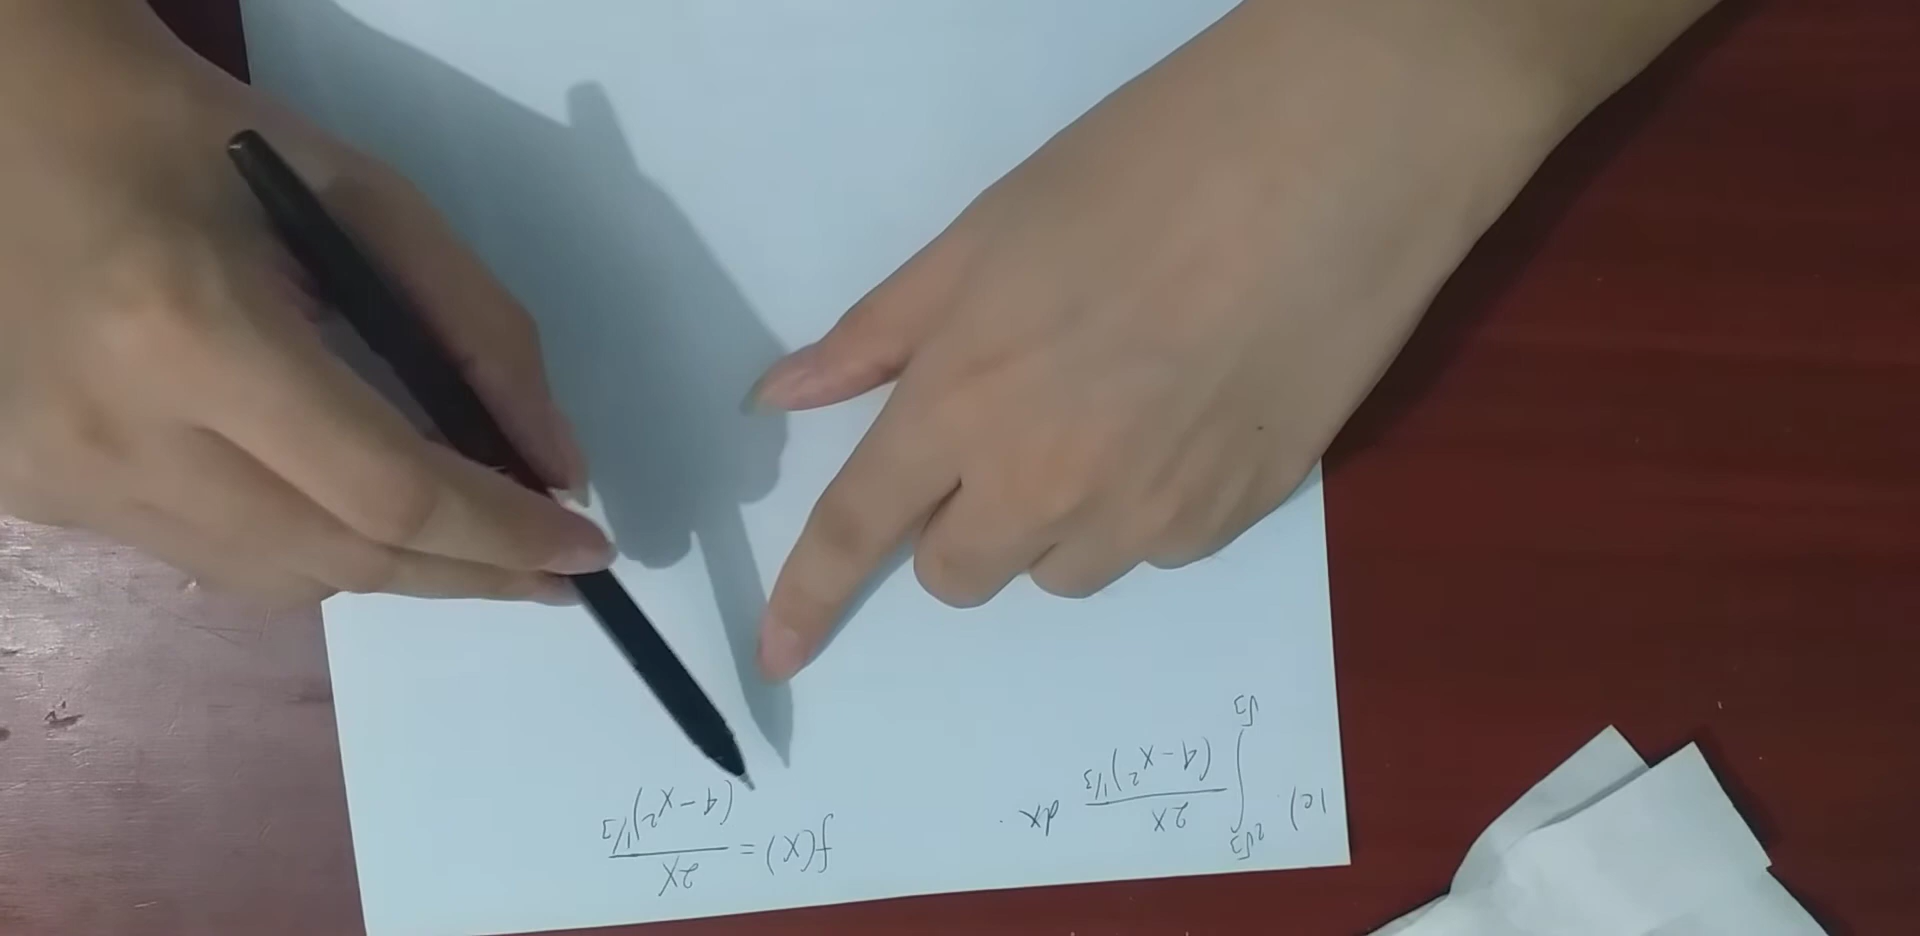 1c) ∫_{√3}^{2√3} 2x/(4-x²)^{1/3} dx.
f(x) = 2x/(4-x²)^{1/3}